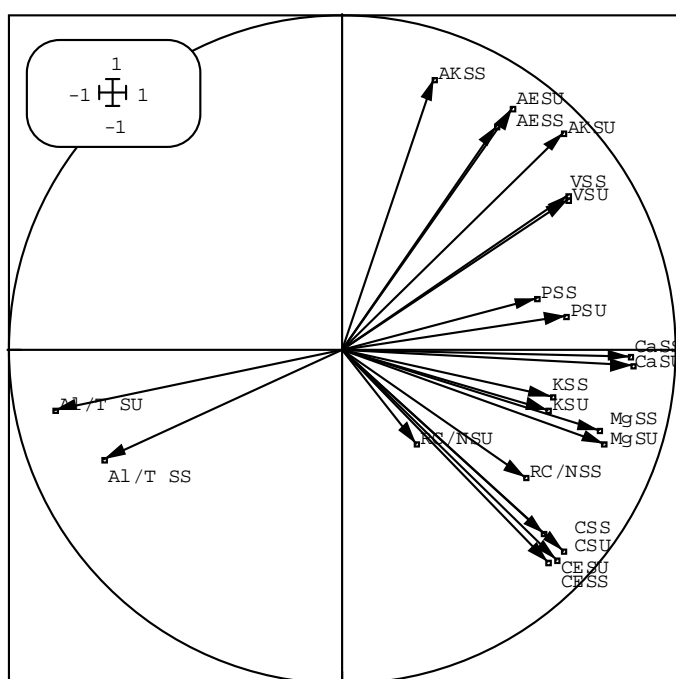 1
-1 1
-1
AKSS
AESU
AESS
AKSU
VSS
VSU
PSS
PSU
CaSS
CaSU
KSS
KSU
MgSS
MgSU
RC/NSU
RC/NSS
Al/T SU
Al/T SS
CSS
CSU
CESU
CESS